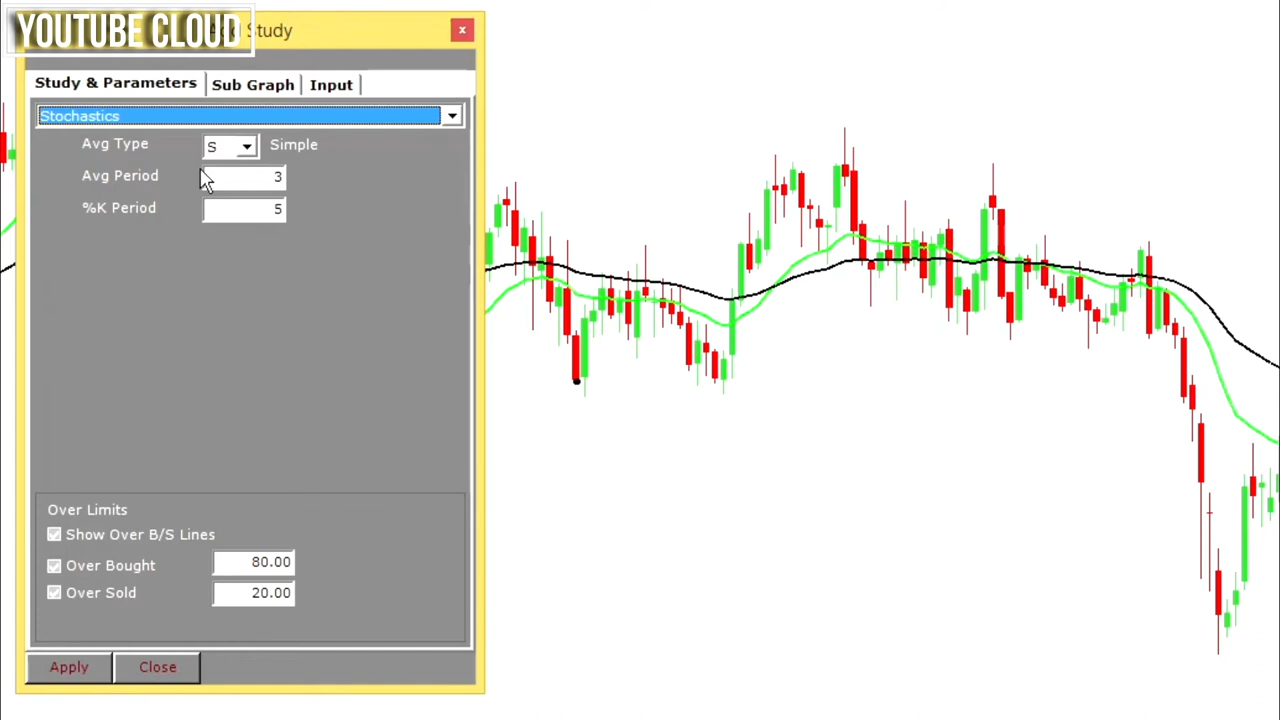 YOUTUBE CLOUD
Study
x
Study & Parameters
Sub Graph
Input
Stochastics
Avg Type
S
Simple
Avg Period
3
%K Period
5
Over Limits
Show Over B/S Lines
Over Bought
80.00
Over Sold
20.00
Apply
Close